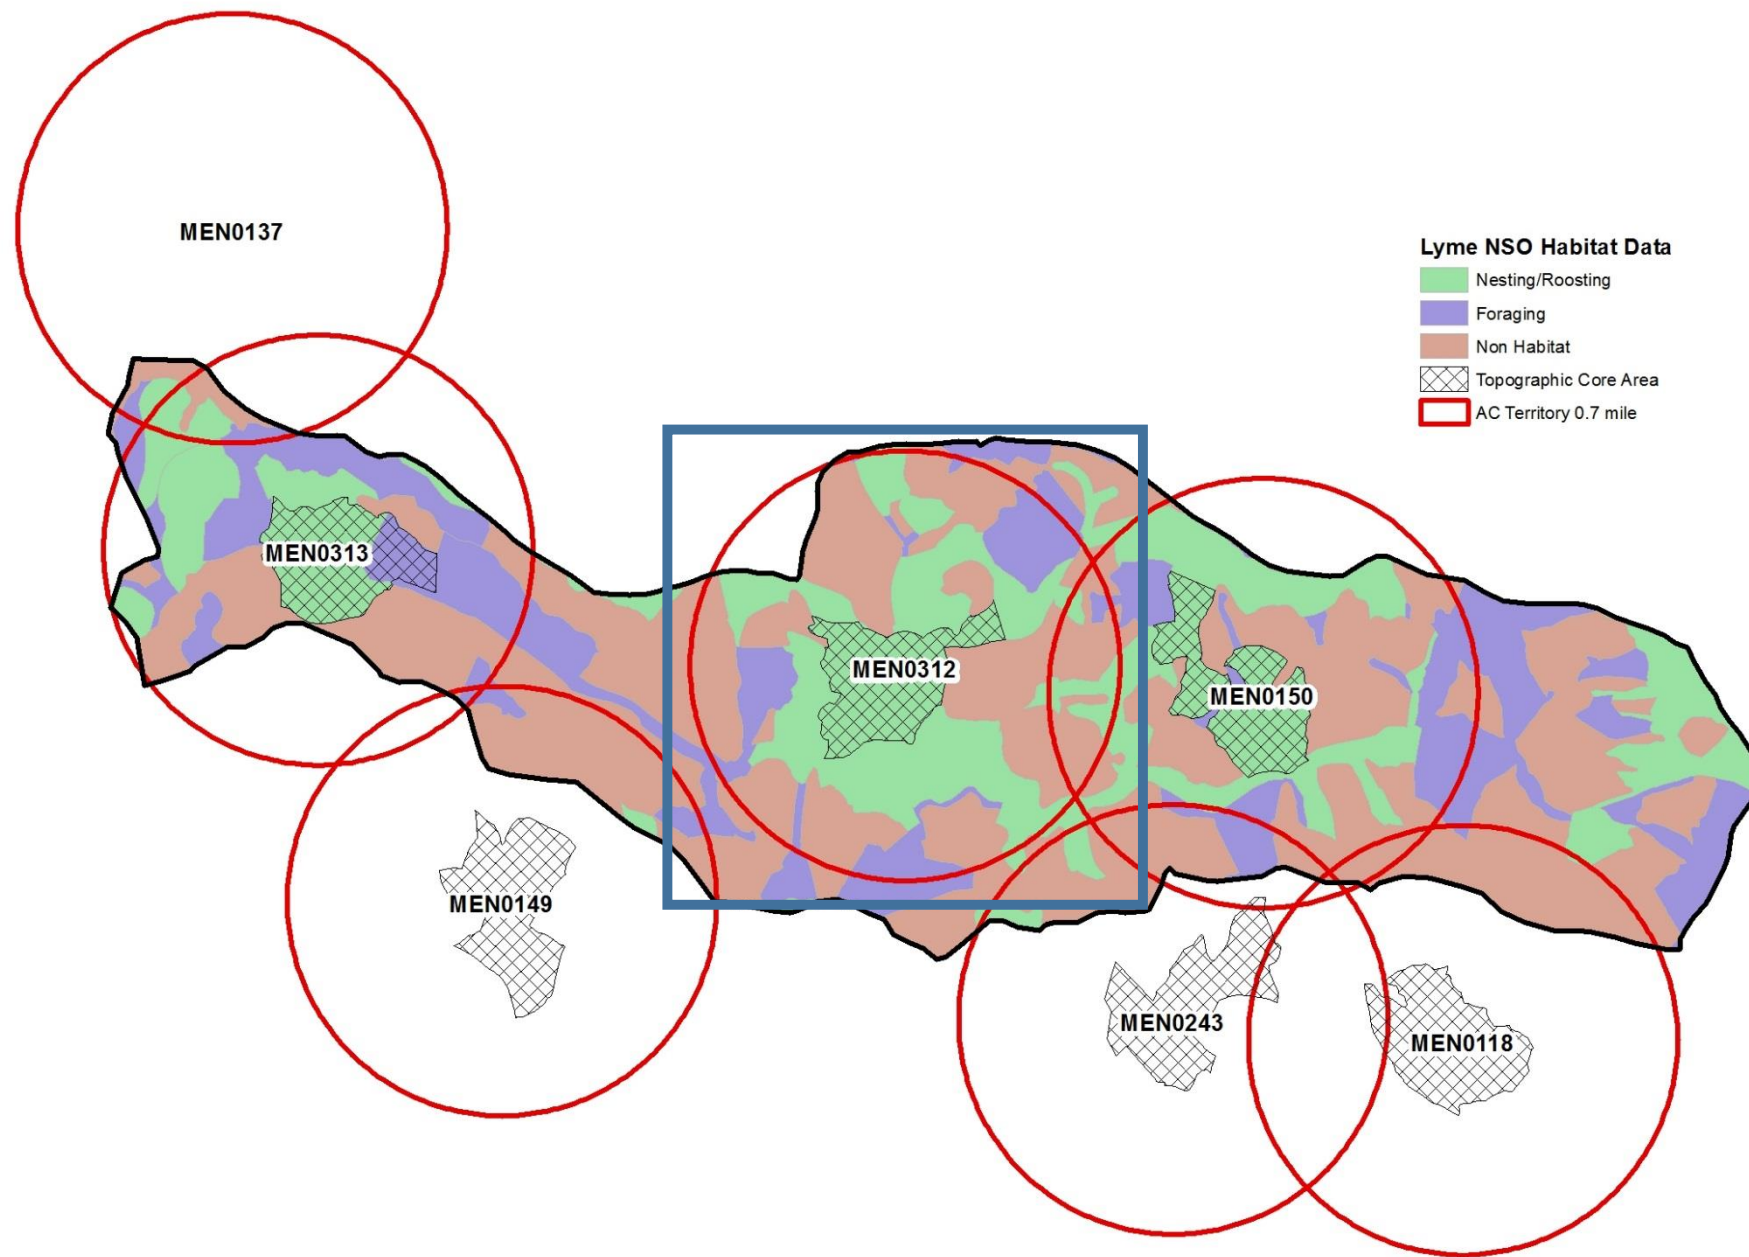 MEN0137
Lyme NSO Habitat Data
Nesting/Roosting
Foraging
Non Habitat
Topographic Core Area
AC Territory 0.7 mile
MEN0313
MEN0312
MEN0150
MEN0149
MEN0243
MEN0118